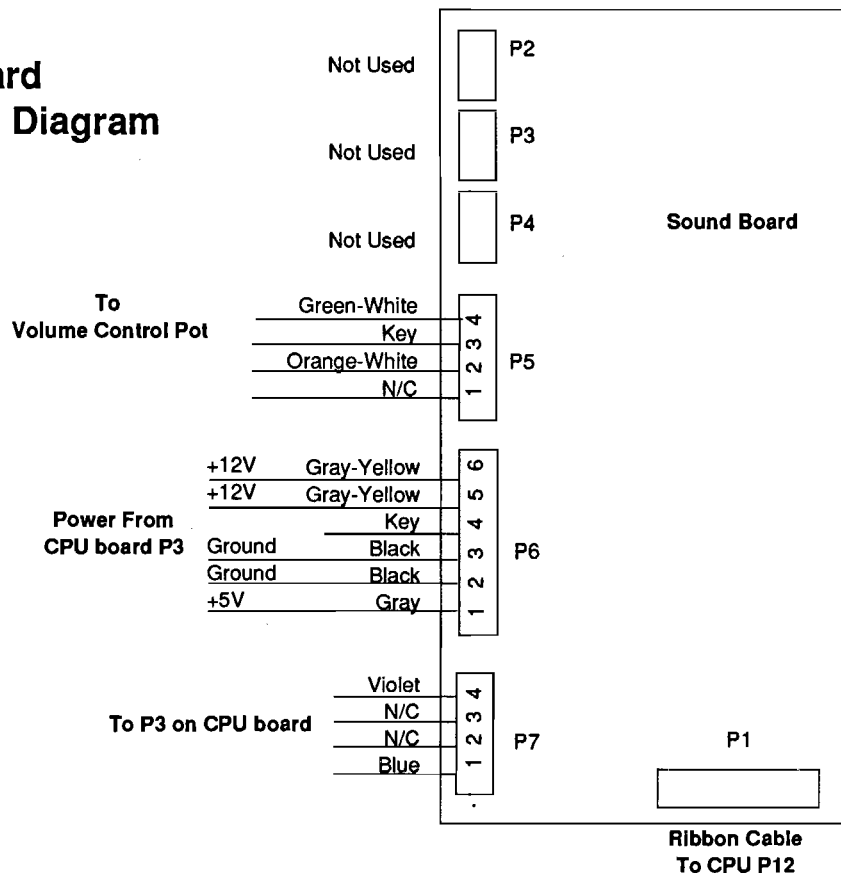 ard
Diagram
Not Used P2
Not Used P3
Not Used P4
Sound Board
To
Volume Control Pot
Green-White 4
Key 3
Orange-White 2
N/C 1
P5
Power From
CPU board P3
+12V Gray-Yellow 6
+12V Gray-Yellow 5
Key 4
Ground Black 3
Ground Black 2
+5V Gray 1
P6
To P3 on CPU board
Violet 4
N/C 3
N/C 2
Blue 1
P7
P1
Ribbon Cable
To CPU P12